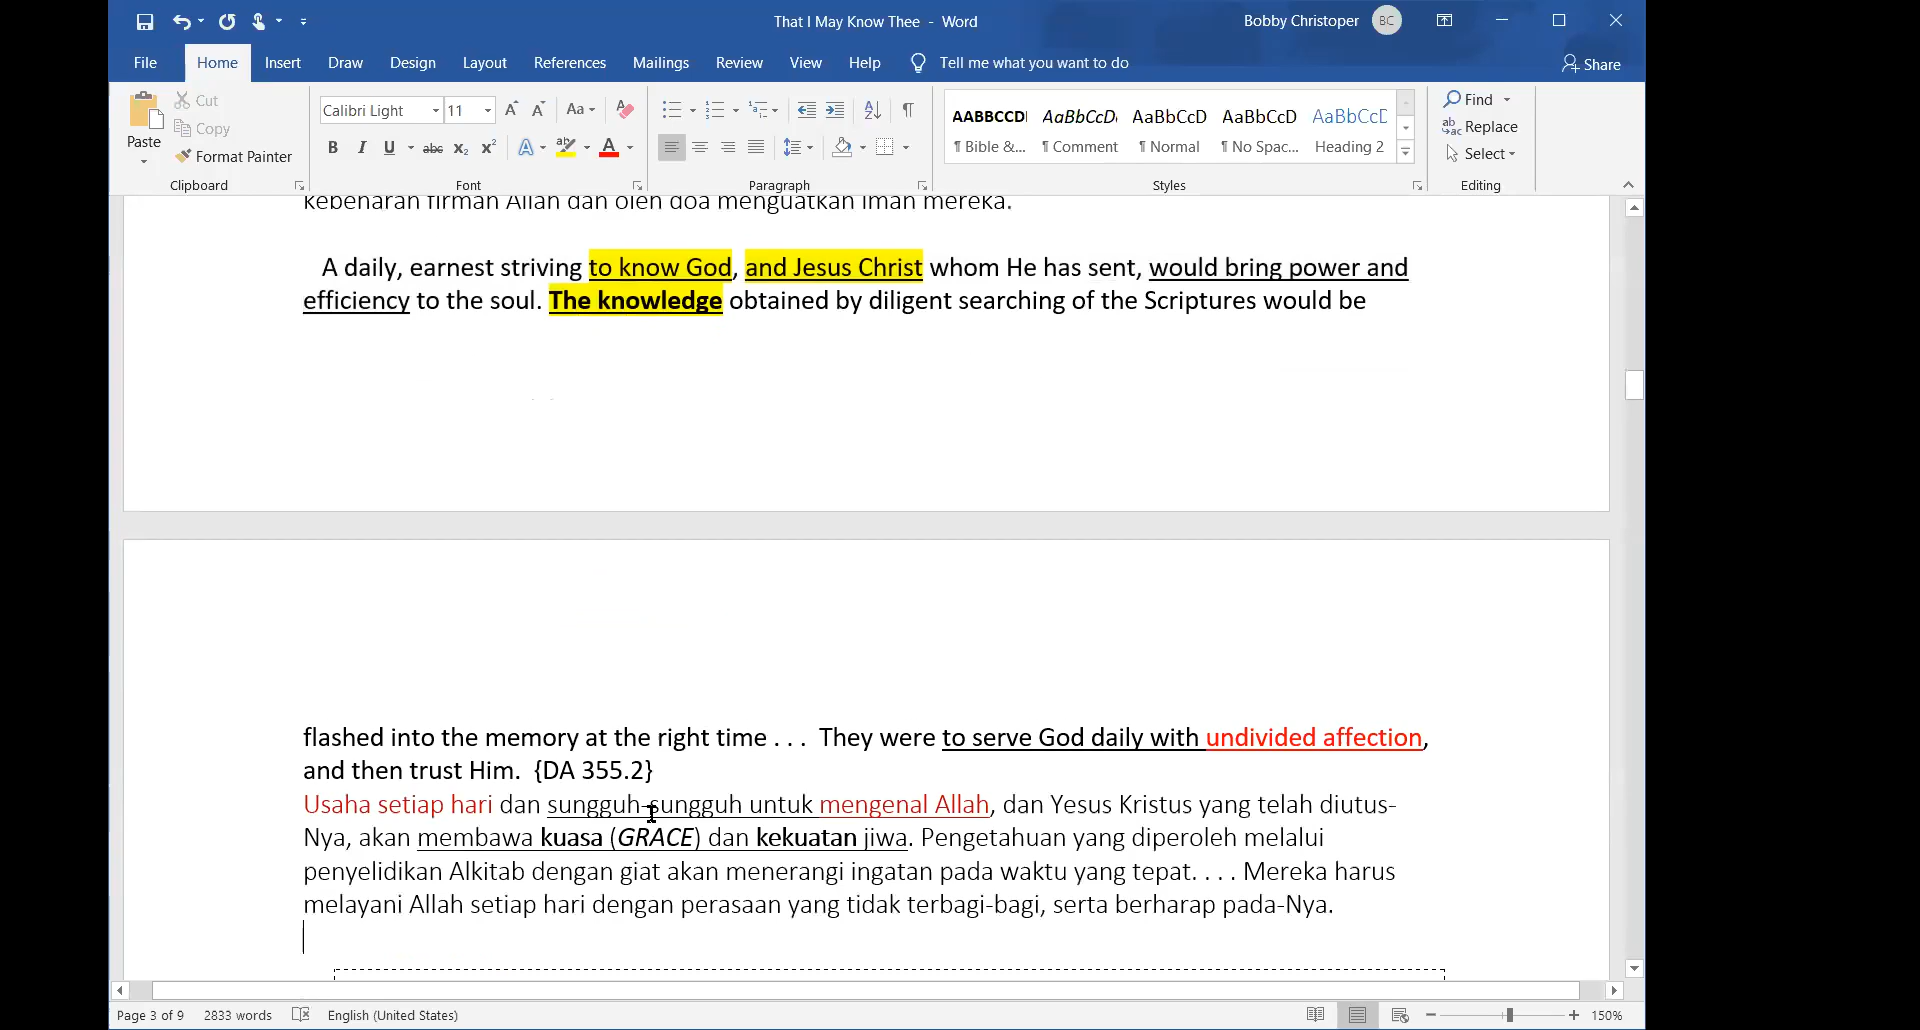 That I May Know Thee - Word
Bobby Christoper BC
File Home Insert Draw Design Layout References Mailings Review View Help Tell me what you want to do Share
Paste Cut Copy Format Painter Clipboard
Calibri Light 11 Aa
B I U abc x₂ x² A A Font
Paragraph
AABBCCDI AaBbCcDı AaBbCcD AaBbCcD AaBbCcC
¶ Bible &... ¶ Comment ¶ Normal ¶ No Spac... Heading 2
Styles
Find
Replace
Select
Editing
kebenaran firman Allah dan oleh doa menguatkan iman mereka.
A daily, earnest striving to know God, and Jesus Christ whom He has sent, would bring power and
efficiency to the soul. The knowledge obtained by diligent searching of the Scriptures would be
flashed into the memory at the right time . . . They were to serve God daily with undivided affection,
and then trust Him. {DA 355.2}
Usaha setiap hari dan sungguh-sungguh untuk mengenal Allah, dan Yesus Kristus yang telah diutus-
Nya, akan membawa kuasa (GRACE) dan kekuatan jiwa. Pengetahuan yang diperoleh melalui
penyelidikan Alkitab dengan giat akan menerangi ingatan pada waktu yang tepat. . . . Mereka harus
melayani Allah setiap hari dengan perasaan yang tidak terbagi-bagi, serta berharap pada-Nya.
Page 3 of 9 2833 words English (United States) 150%